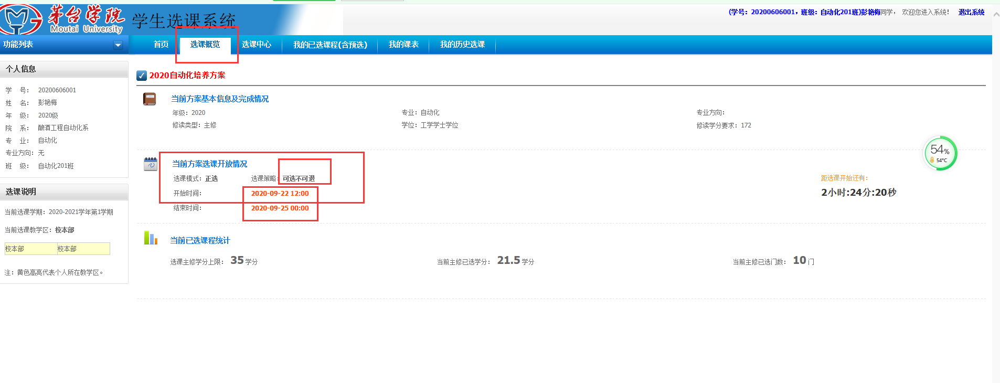 茅台学院
Moutai University
学生选课系统
(学号：20200606001，班级：自动化201班)彭艳梅同学， 欢迎您进入系统! 退出系统
功能列表
首页 选课概览 选课中心 我的已选课程(含预选) 我的课表 我的历史选课
个人信息
学 号： 20200606001
姓 名： 彭艳梅
年 级： 2020级
院 系： 酿酒工程自动化系
专 业： 自动化
专业方向： 无
班 级： 自动化201班
选课说明
当前选课学期：2020-2021学年第1学期
当前选课教学区：校本部
校本部 校本部
注：黄色高亮代表个人所在教学区。
2020自动化培养方案
当前方案基本信息及完成情况
年级：2020 专业：自动化 专业方向：
修读类型：主修 学位：工学学士学位 修读学分要求：172
当前方案选课开放情况
选课模式：正选 选课策略：可选不可退
开始时间： 2020-09-22 12:00
结束时间： 2020-09-25 00:00
距选课开始还有：
2小时:24分:20秒
54%
54℃
当前已选课程统计
选课主修学分上限： 35学分 当前主修已选学分： 21.5学分 当前主修已选门数： 10门